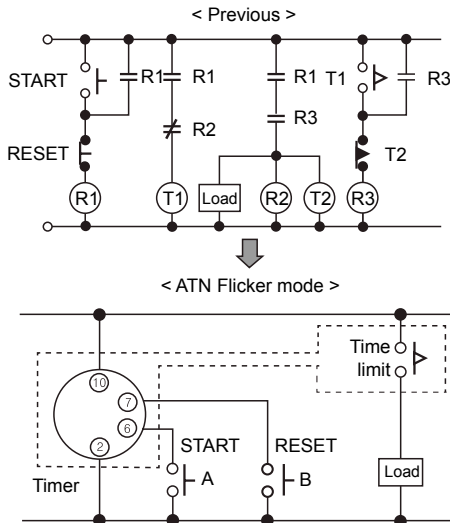 < Previous >
START
R1
R1
R1
T1
R3
R2
R3
RESET
T2
R1
T1
Load
R2
T2
R3
< ATN Flicker mode >
Time
limit
10
7
6
2
START
RESET
A
B
Load
Timer